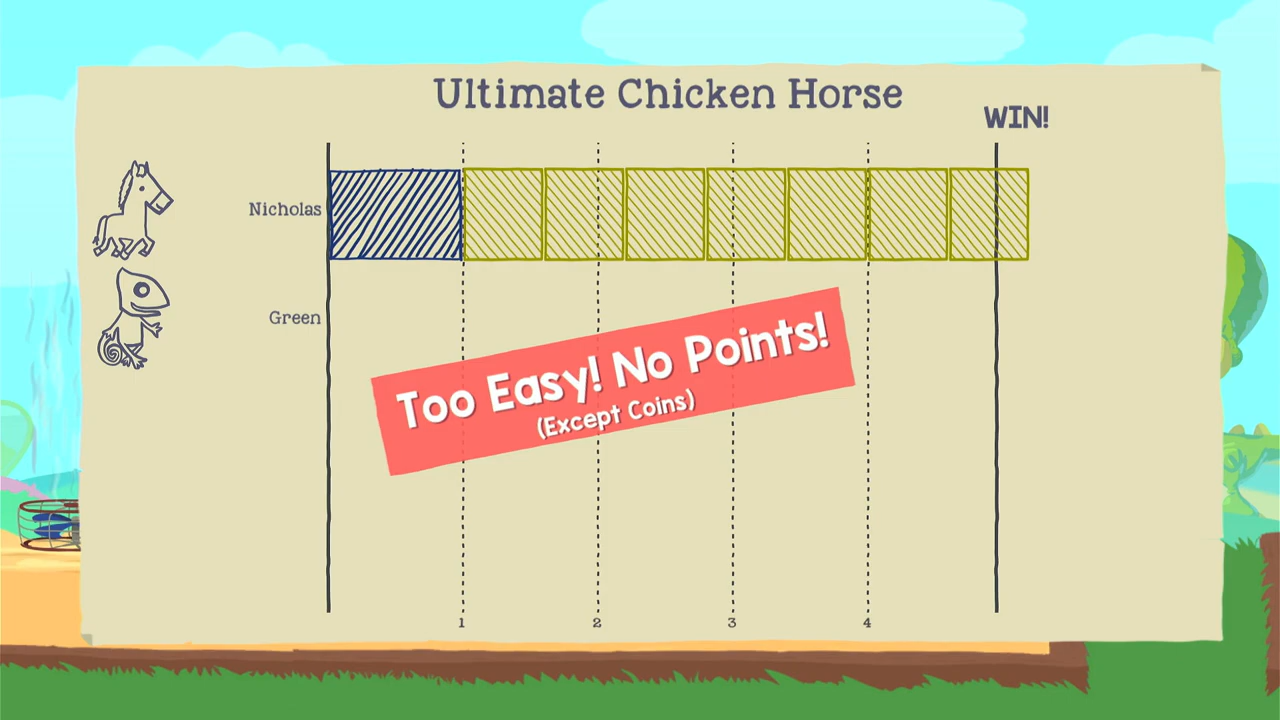 Ultimate Chicken Horse
WIN!
Nicholas
Green
Too Easy! No Points!
(Except Coins)
1 2 3 4